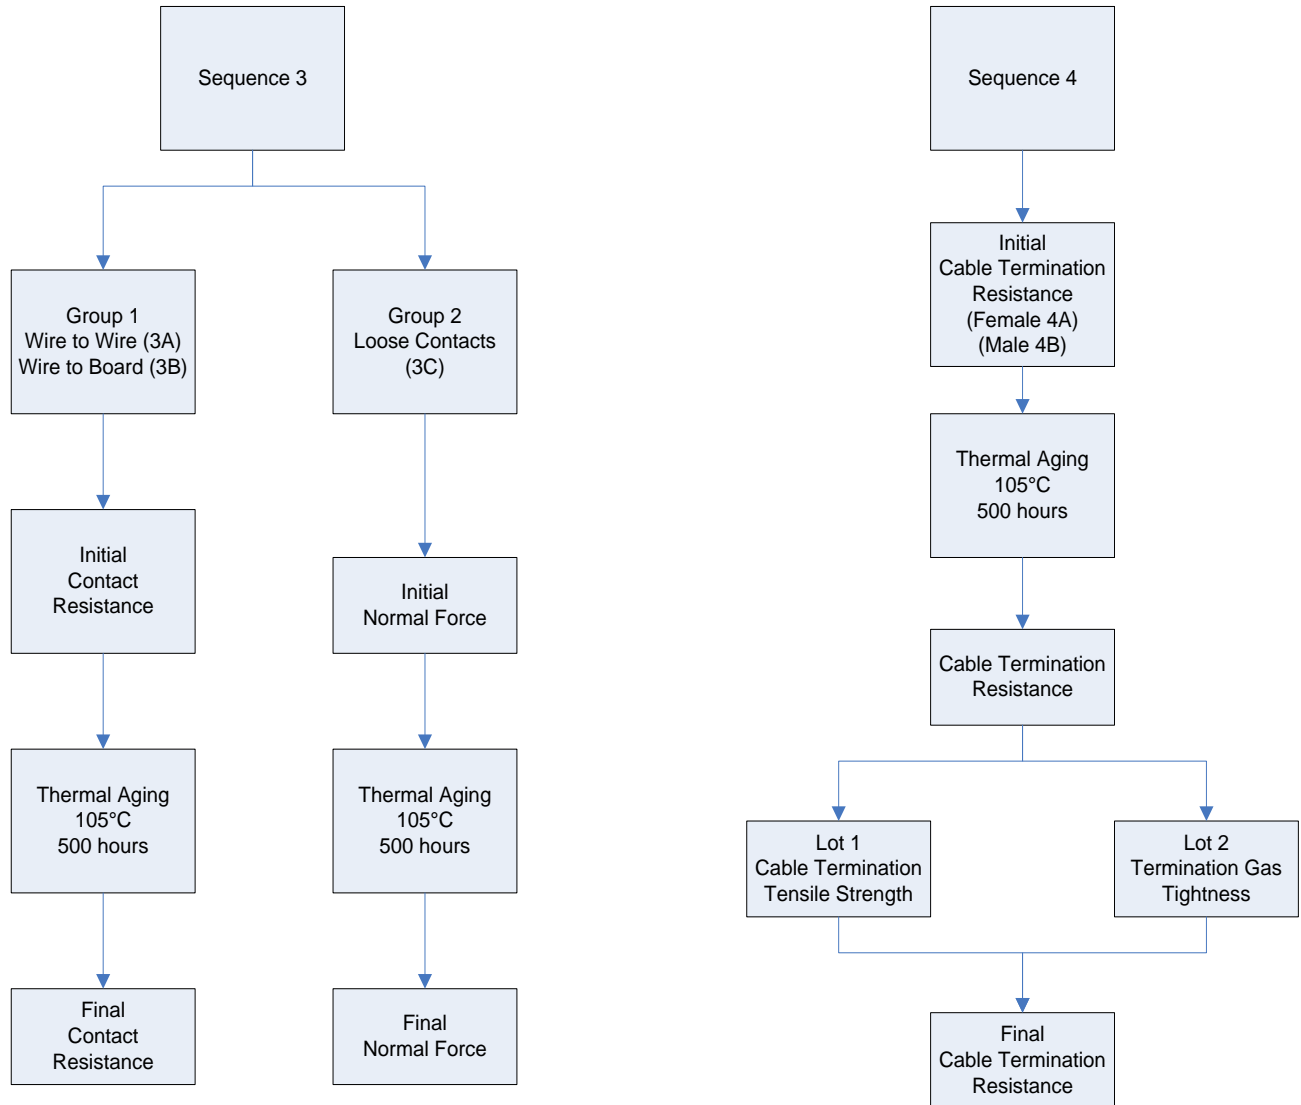 Sequence 3
Group 1
Wire to Wire (3A)
Wire to Board (3B)
Initial
Contact
Resistance
Thermal Aging
105°C
500 hours
Final
Contact
Resistance
Group 2
Loose Contacts
(3C)
Initial
Normal Force
Thermal Aging
105°C
500 hours
Final
Normal Force
Sequence 4
Initial
Cable Termination
Resistance
(Female 4A)
(Male 4B)
Thermal Aging
105°C
500 hours
Cable Termination
Resistance
Lot 1
Cable Termination
Tensile Strength
Lot 2
Termination Gas
Tightness
Final
Cable Termination
Resistance